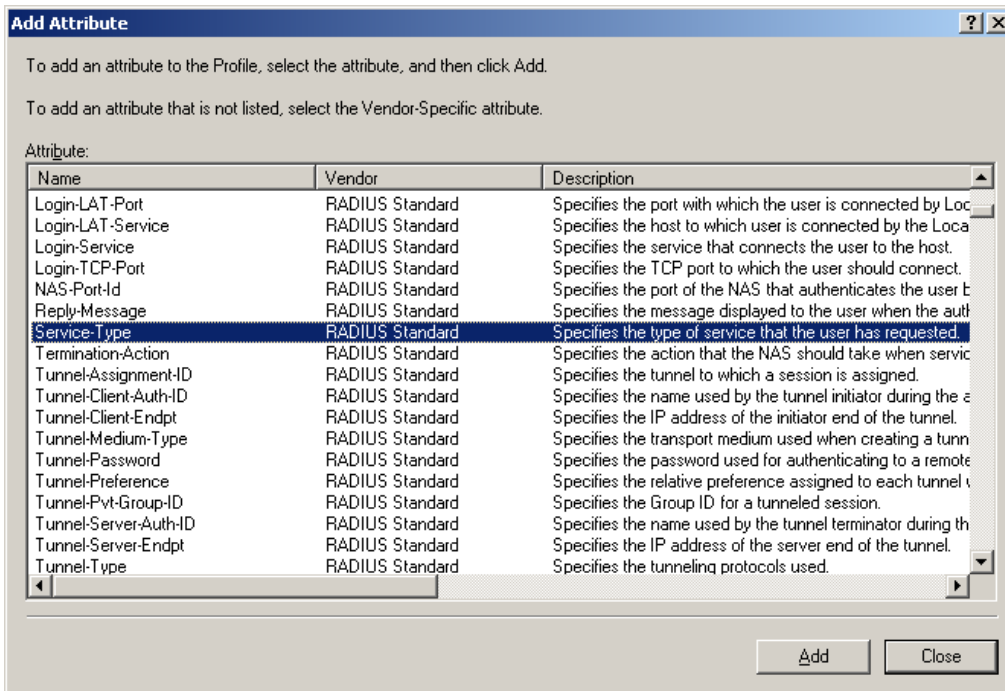 Add Attribute
To add an attribute to the Profile, select the attribute, and then click Add.
To add an attribute that is not listed, select the Vendor-Specific attribute.
Attribute:
Name Vendor Description
Login-LAT-Port RADIUS Standard Specifies the port with which the user is connected by Loc
Login-LAT-Service RADIUS Standard Specifies the host to which user is connected by the Loca
Login-Service RADIUS Standard Specifies the service that connects the user to the host.
Login-TCP-Port RADIUS Standard Specifies the TCP port to which the user should connect.
NAS-Port-Id RADIUS Standard Specifies the port of the NAS that authenticates the user b
Reply-Message RADIUS Standard Specifies the message displayed to the user when the auth
Service-Type RADIUS Standard Specifies the type of service that the user has requested.
Termination-Action RADIUS Standard Specifies the action that the NAS should take when servic
Tunnel-Assignment-ID RADIUS Standard Specifies the tunnel to which a session is assigned.
Tunnel-Client-Auth-ID RADIUS Standard Specifies the name used by the tunnel initiator during the a
Tunnel-Client-Endpt RADIUS Standard Specifies the IP address of the initiator end of the tunnel.
Tunnel-Medium-Type RADIUS Standard Specifies the transport medium used when creating a tunn
Tunnel-Password RADIUS Standard Specifies the password used for authenticating to a remote
Tunnel-Preference RADIUS Standard Specifies the relative preference assigned to each tunnel
Tunnel-Pvt-Group-ID RADIUS Standard Specifies the Group ID for a tunneled session.
Tunnel-Server-Auth-ID RADIUS Standard Specifies the name used by the tunnel terminator during th
Tunnel-Server-Endpt RADIUS Standard Specifies the IP address of the server end of the tunnel.
Tunnel-Type RADIUS Standard Specifies the tunneling protocols used.
Add Close